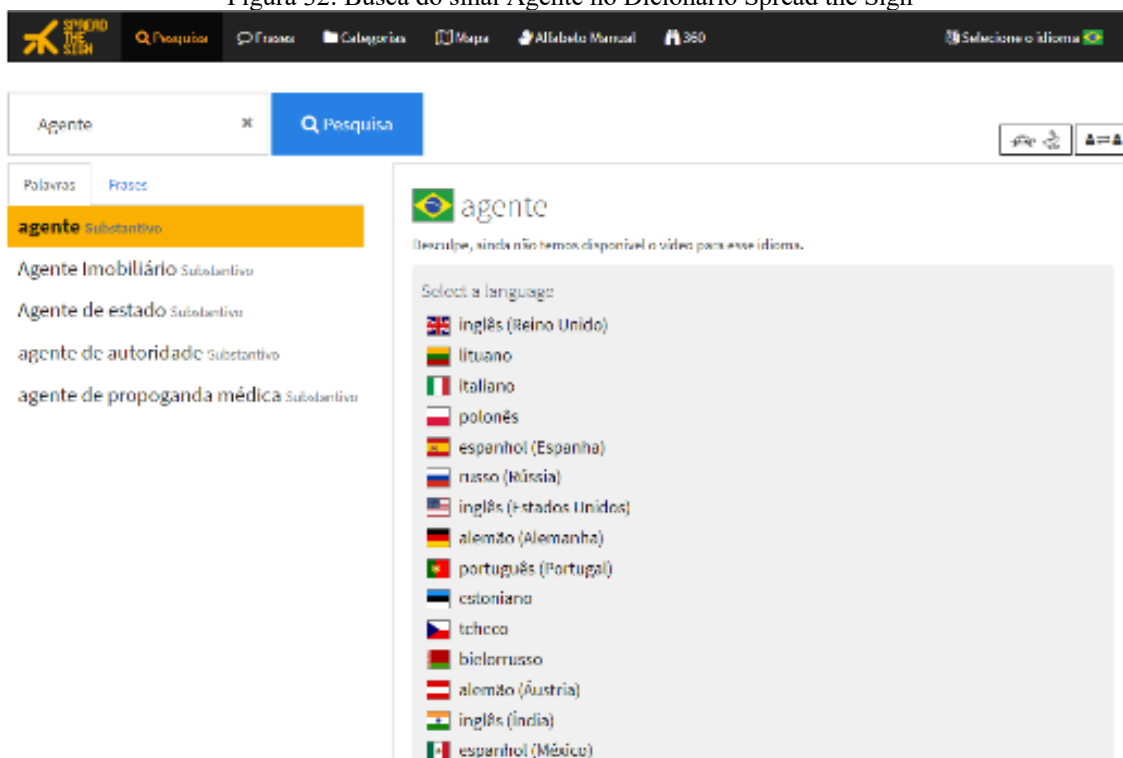 Figura 32: Busca do sinal Agente no Dicionário Spread the Sign
SPREAD THE SIGN Pesquisa Frases Categorias Mapa Alfabeto Manual 360 Selecione o idioma
Agente × Pesquisa
Palavras Frases
agente Substantivo
Agente Imobiliário Substantivo
Agente de estado Substantivo
agente de autoridade Substantivo
agente de propoganda médica Substantivo
agente
Desculpe, ainda não temos disponível o vídeo para esse idioma.
Select a language
inglês (Reino Unido)
lituano
italiano
polonês
espanhol (Espanha)
russo (Rússia)
inglês (Estados Unidos)
alemão (Alemanha)
português (Portugal)
estoniano
tcheco
bielorrusso
alemão (Áustria)
inglês (Índia)
espanhol (México)